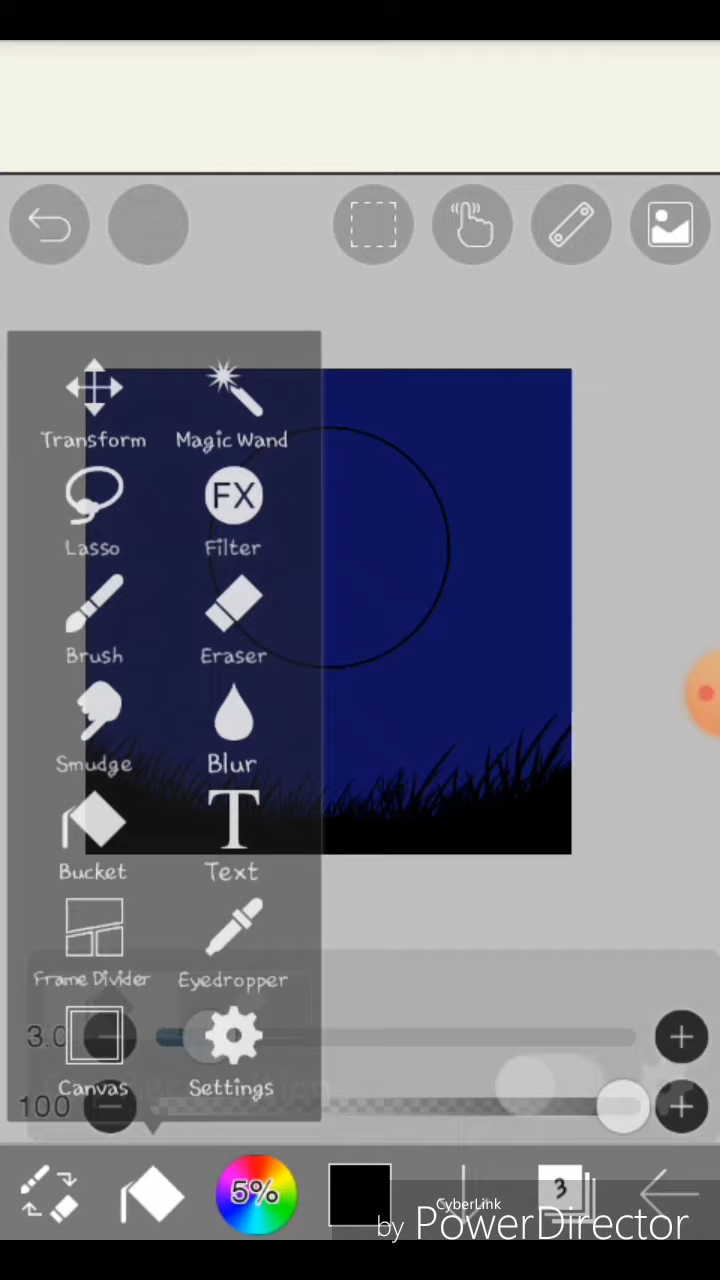 Transform Magic Wand
Lasso Filter
FX
Brush Eraser
Smudge Blur
T
Bucket Text
Frame Divider Eyedropper
3.0
Canvas Settings
100
5% 3
CyberLink
by PowerDirector